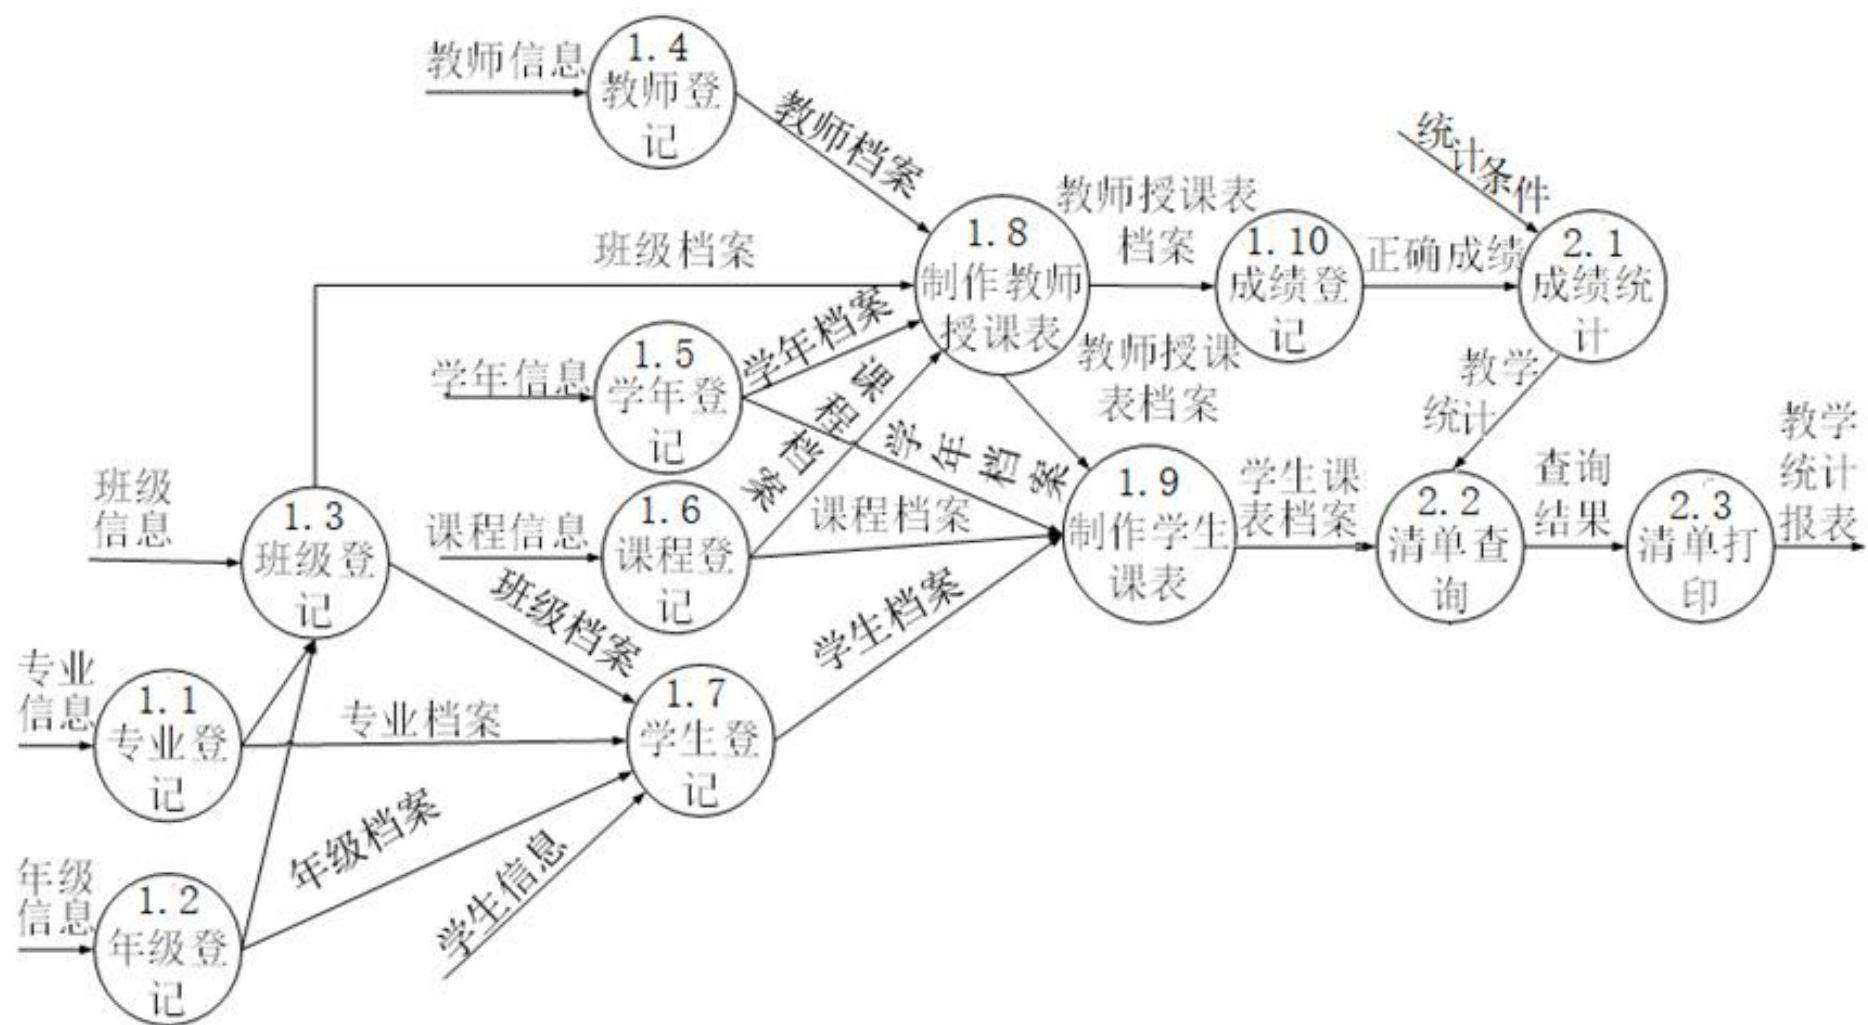 教师信息
1.4
教师登
记
教师档案
统计条件
班级档案
1.8
制作教师
授课表
教师授课表
档案
1.10
成绩登
记
正确成绩
2.1
成绩统
计
学年信息
1.5
学年登
记
学年档案
学年档案
课程档案
教师授课
表档案
教学
统计
班级
信息
1.3
班级登
记
课程信息
1.6
课程登
记
课程档案
1.9
制作学生
课表
学生课
表档案
2.2
清单查
询
查询
结果
2.3
清单打
印
教学
统计
报表
班级档案
学生档案
专业
信息
1.1
专业登
记
专业档案
1.7
学生登
记
年级
信息
1.2
年级登
记
年级档案
学生信息